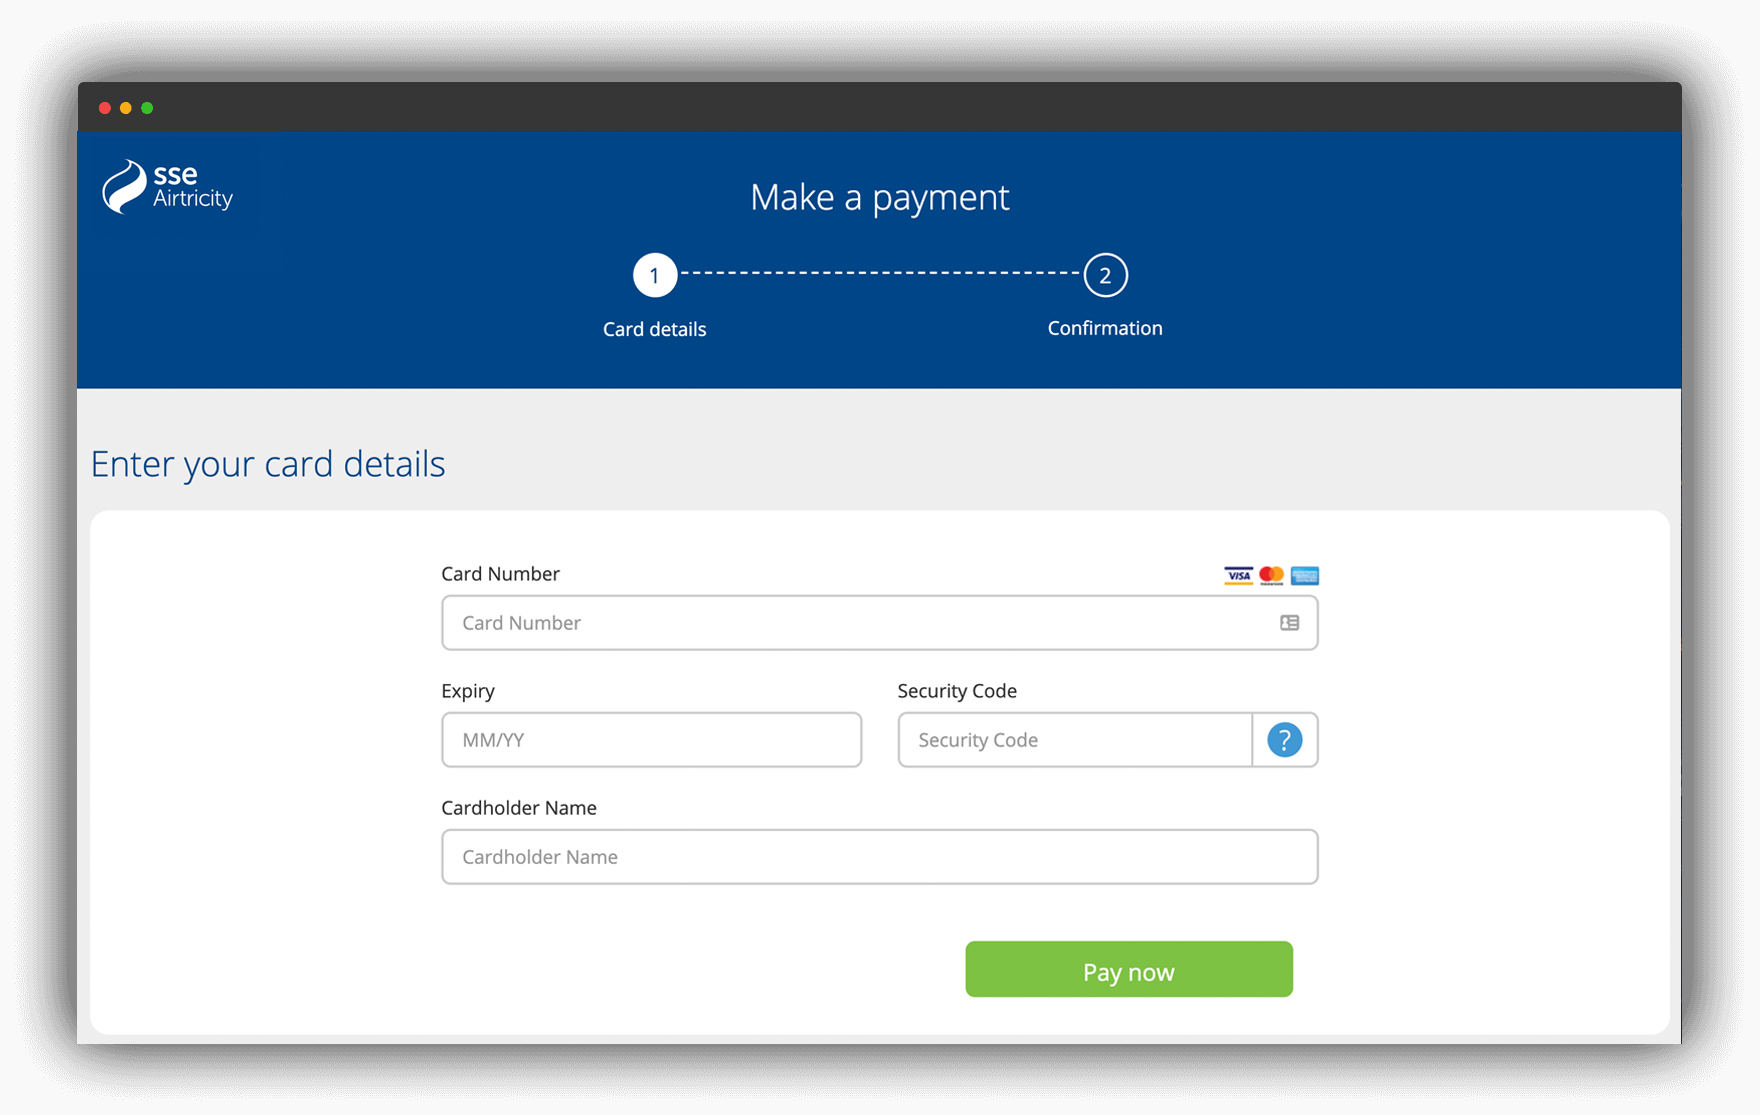 sse
Airtricity
Make a payment
1
2
Card details
Confirmation
Enter your card details
Card Number
VISA
Card Number
Expiry
Security Code
MM/YY
Security Code
?
Cardholder Name
Cardholder Name
Pay now